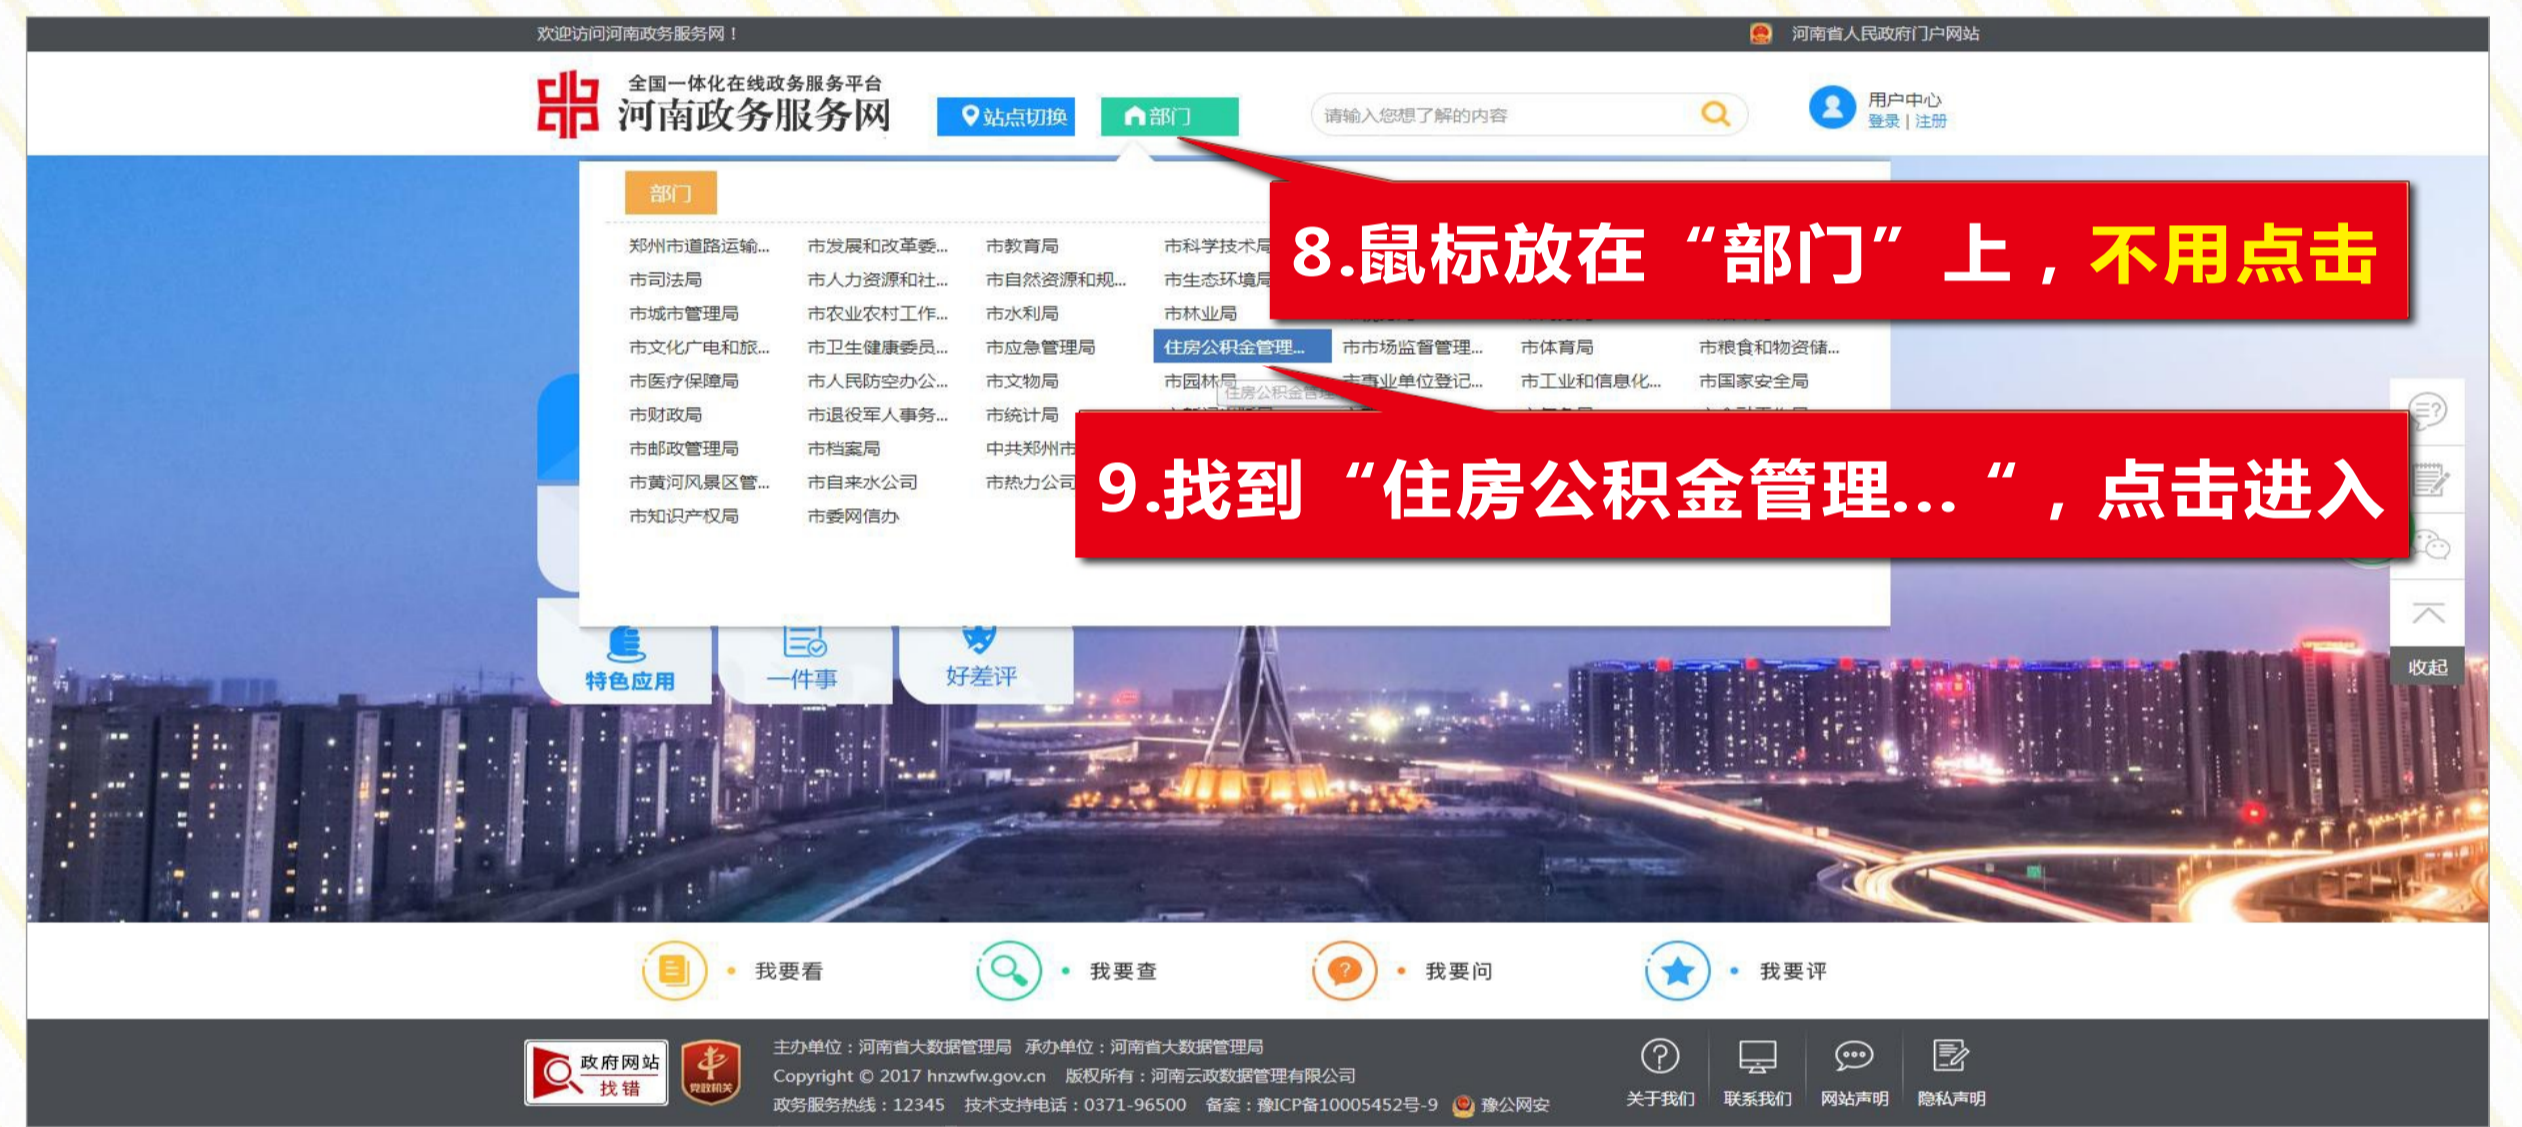 欢迎访问河南政务服务网！
河南省人民政府门户网站
全国一体化在线政务服务平台
河南政务服务网
站点切换
部门
请输入您想了解的内容
用户中心
登录 | 注册
部门
郑州市道路运输... 市发展和改革委... 市教育局 市科学技术局
市司法局 市人力资源和社... 市自然资源和规... 市生态环境局
市城市管理局 市农业农村工作... 市水利局 市林业局
市文化广电和旅... 市卫生健康委员... 市应急管理局 住房公积金管理... 市市场监督管理... 市体育局 市粮食和物资储...
市医疗保障局 市人民防空办公... 市文物局 市园林局 市事业单位登记... 市工业和信息化... 市国家安全局
住房公积金管理
市财政局 市退役军人事务... 市统计局
市邮政管理局 市档案局 中共郑州市
市黄河风景区管... 市自来水公司 市热力公司
市知识产权局 市委网信办
8.鼠标放在“部门”上，不用点击
9.找到“住房公积金管理...“，点击进入
特色应用
一件事
好差评
收起
我要看
我要查
我要问
我要评
政府网站
找错
党政机关
主办单位：河南省大数据管理局 承办单位：河南省大数据管理局
Copyright © 2017 hnzwfw.gov.cn 版权所有：河南云政数据管理有限公司
政务服务热线：12345 技术支持电话：0371-96500 备案：豫ICP备10005452号-9 豫公网安
关于我们
联系我们
网站声明
隐私声明